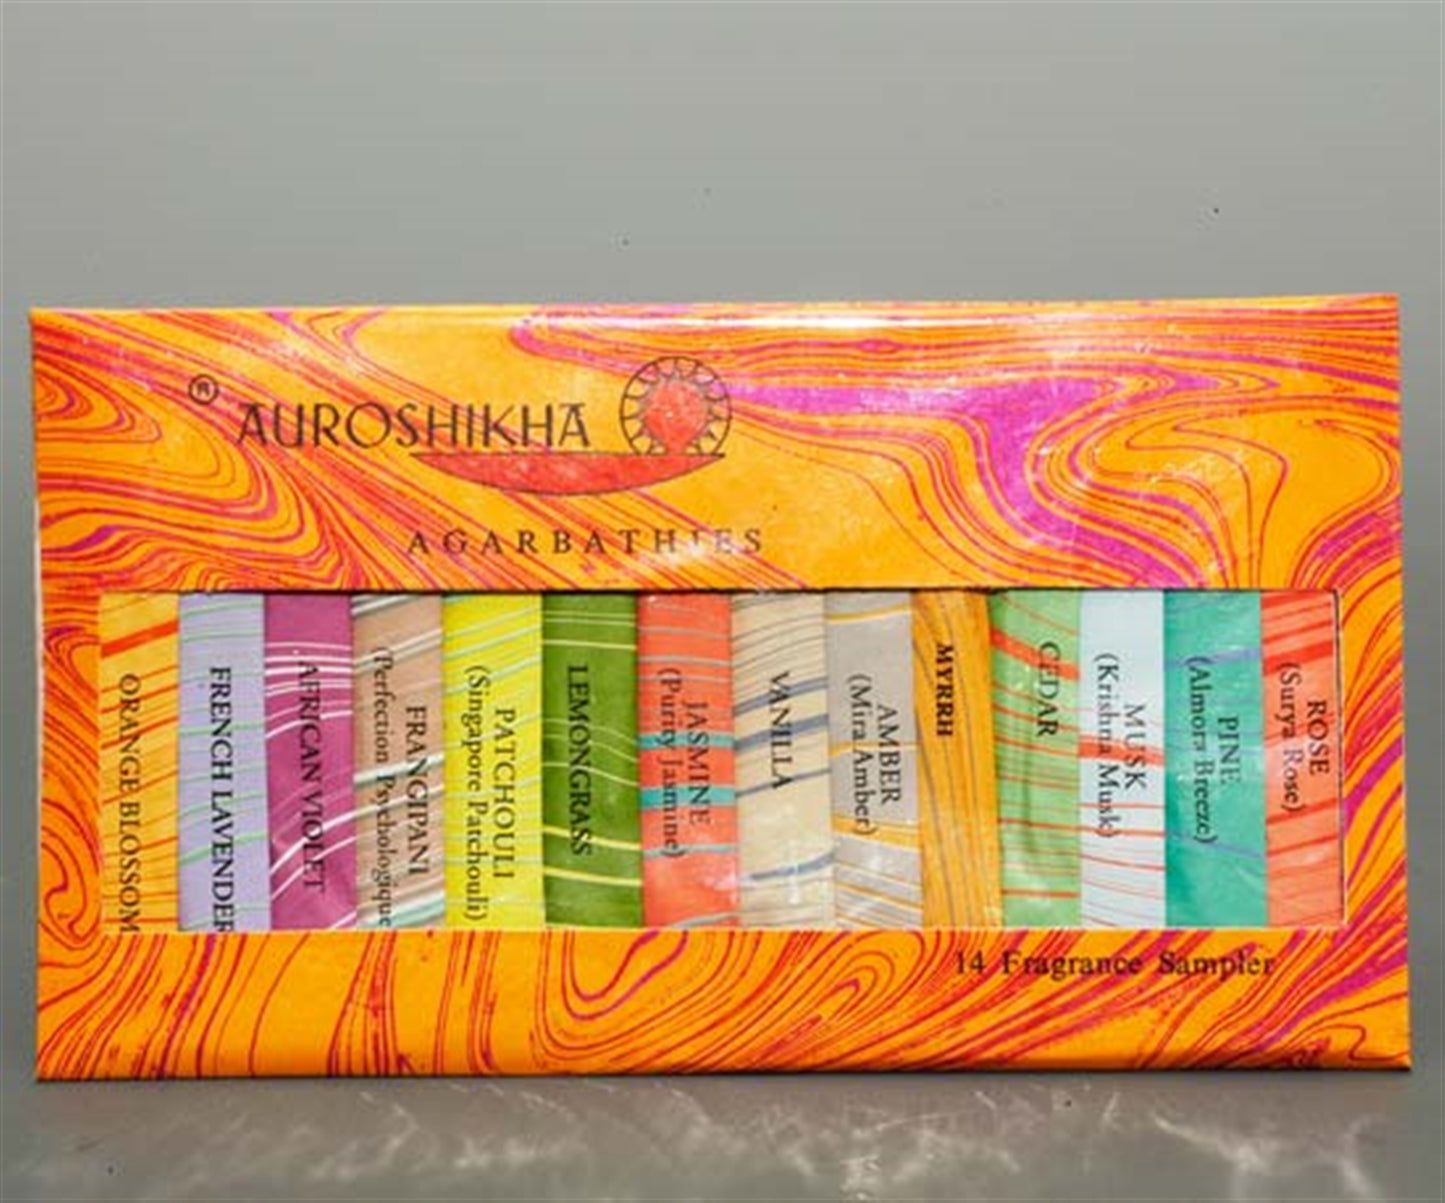 ® AUROSHIKHA
AGARBATHIES
ORANGE BLOSSOM
FRENCH LAVENDER
AFRICAN VIOLET
FRANGIPANI
(Perfection Psychologique
PATCHOULI
(Singapore Patchouli)
LEMONGRASS
JASMINE
(Purity Jasmine)
VANILLA
AMBER
(Mira Amber)
MYRRH
CEDAR
MUSK
(Krishna Musk)
PINE
(Almora Breeze)
ROSE
(Surya Rose)
14 Fragrance Sampler